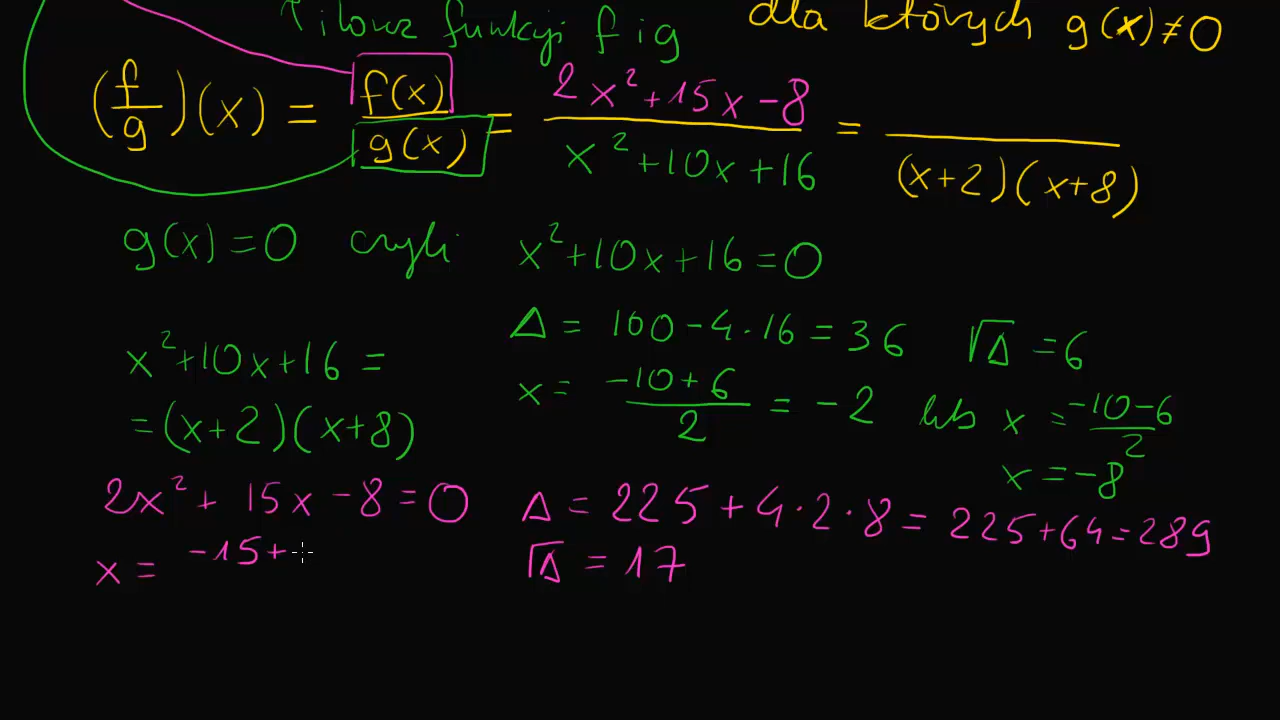 Iloraz funkcji f i g dla których g(x) ≠ 0
(f/g)(x) = f(x)/g(x) = (2x²+15x-8)/(x²+10x+16) = /((x+2)(x+8))
g(x) = 0 czyli x²+10x+16=0
Δ = 100-4·16 = 36 √Δ = 6
x²+10x+16 =
x = (-10+6)/2 = -2 lub x = (-10-6)/2
= (x+2)(x+8)
x = -8
2x² + 15x - 8 = 0 Δ = 225 + 4·2·8 = 225+64 = 289
x = -15+ √Δ = 17